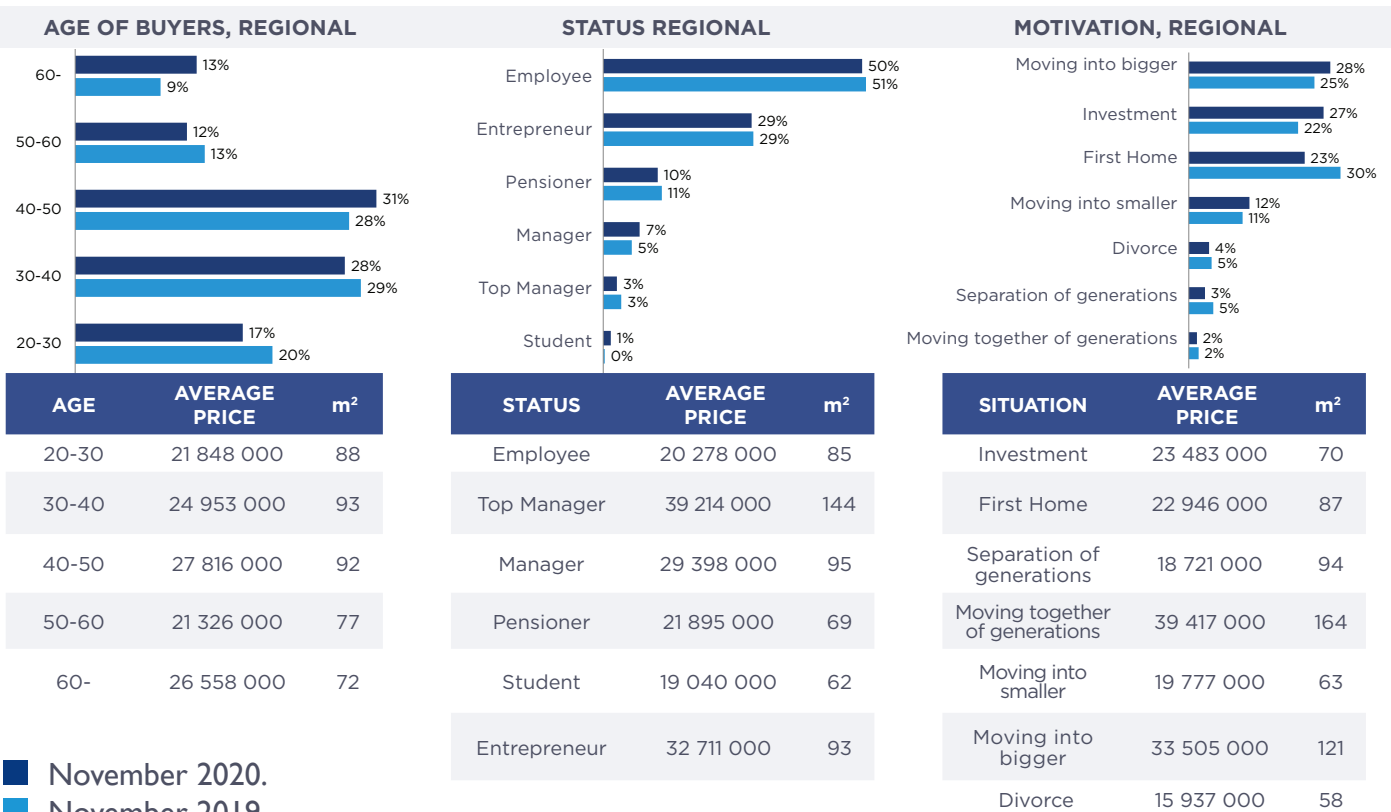 AGE OF BUYERS, REGIONAL
60-
13%
9%
50-60
12%
13%
40-50
31%
28%
30-40
28%
29%
20-30
17%
20%
STATUS REGIONAL
Employee
50%
51%
Entrepreneur
29%
29%
Pensioner
10%
11%
Manager
7%
5%
Top Manager
3%
3%
Student
1%
0%
MOTIVATION, REGIONAL
Moving into bigger
28%
25%
Investment
27%
22%
First Home
23%
30%
Moving into smaller
12%
11%
Divorce
4%
5%
Separation of generations
3%
5%
Moving together of generations
2%
2%
AGE AVERAGE PRICE m²
20-30 21 848 000 88
30-40 24 953 000 93
40-50 27 816 000 92
50-60 21 326 000 77
60- 26 558 000 72
STATUS AVERAGE PRICE m²
Employee 20 278 000 85
Top Manager 39 214 000 144
Manager 29 398 000 95
Pensioner 21 895 000 69
Student 19 040 000 62
Entrepreneur 32 711 000 93
SITUATION AVERAGE PRICE m²
Investment 23 483 000 70
First Home 22 946 000 87
Separation of generations 18 721 000 94
Moving together of generations 39 417 000 164
Moving into smaller 19 777 000 63
Moving into bigger 33 505 000 121
Divorce 15 937 000 58
November 2020.
November 2019